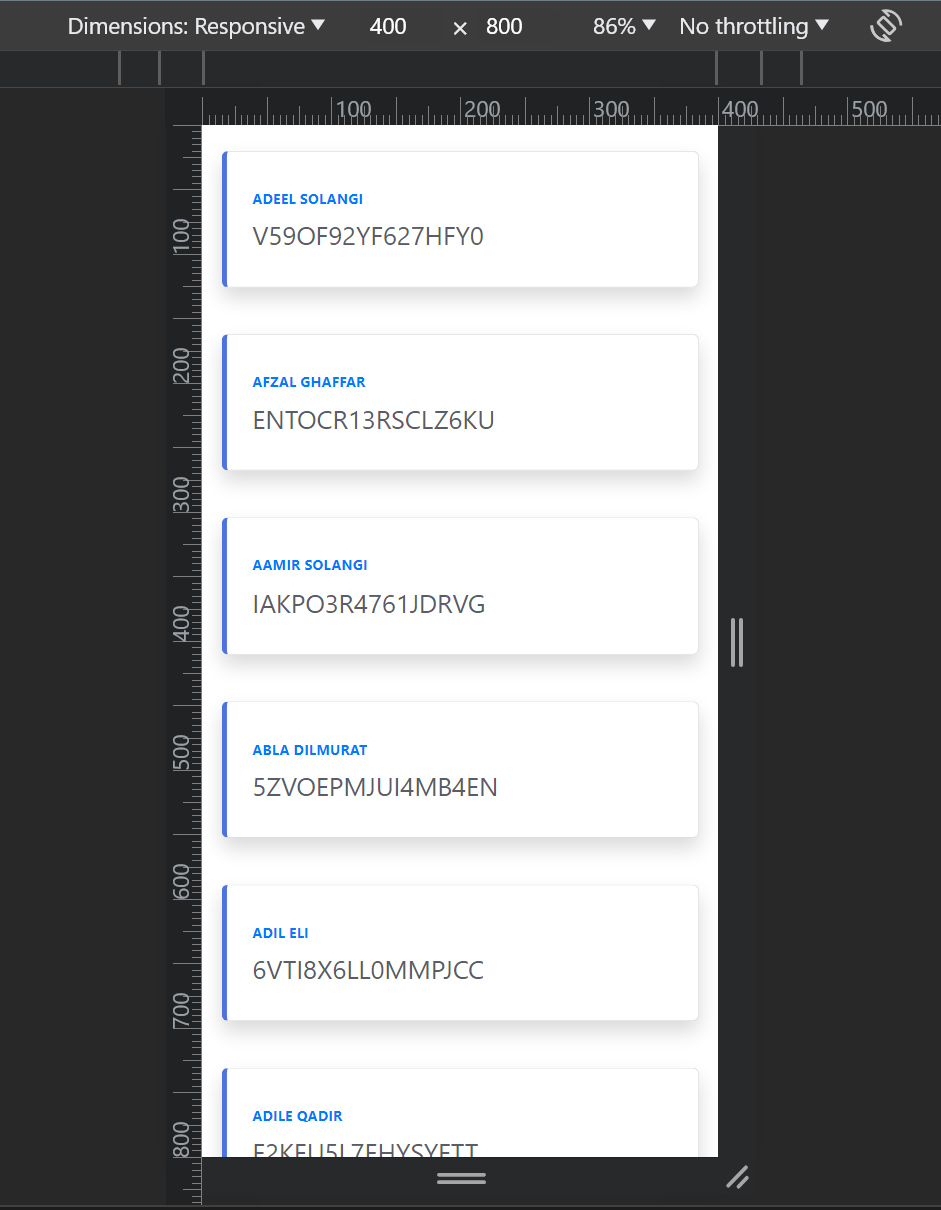 Dimensions: Responsive 400 × 800 86% No throttling
100 200 300 400 500
100
ADEEL SOLANGI
V59OF92YF627HFY0
200
AFZAL GHAFFAR
ENTOCR13RSCLZ6KU
300
AAMIR SOLANGI
IAKPO3R4761JDRVG
400
500
ABLA DILMURAT
5ZVOEPMJUI4MB4EN
600
ADIL ELI
6VTI8X6LL0MMPJCC
700
ADILE QADIR
800